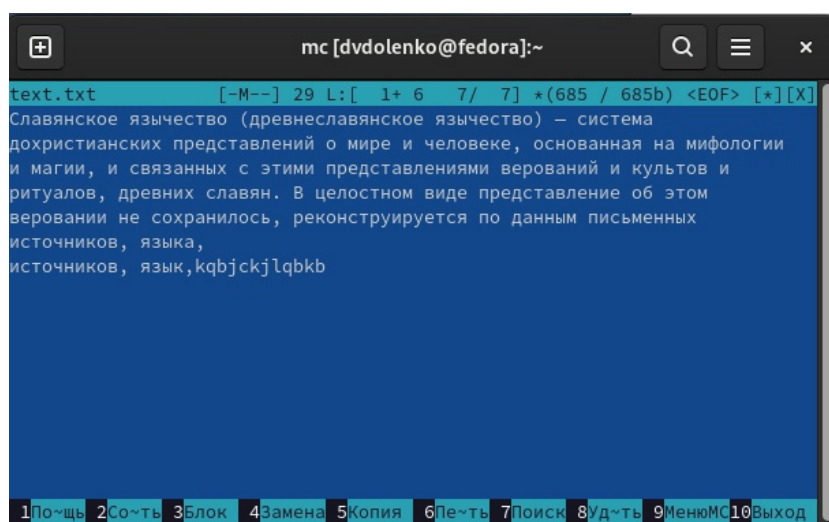 mc [dvdolenko@fedora]:~
text.txt [-M--] 29 L:[ 1+ 6 7/ 7] *(685 / 685b) <EOF> [*][X]
Славянское язычество (древнеславянское язычество) — система
дохристианских представлений о мире и человеке, основанная на мифологии
и магии, и связанных с этими представлениями верований и культов и
ритуалов, древних славян. В целостном виде представление об этом
веровании не сохранилось, реконструируется по данным письменных
источников, языка,
источников, язык,kqbjckjlqbkb
1По~щь 2Со~ть 3Блок 4Замена 5Копия 6Пе~ть 7Поиск 8Уд~ть 9МенюMC10Выход